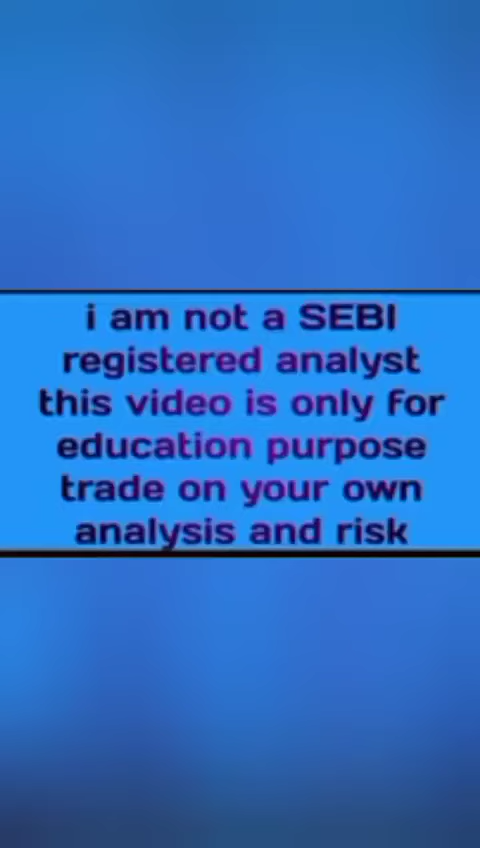 i am not a SEBI
registered analyst
this video is only for
education purpose
trade on your own
analysis and risk